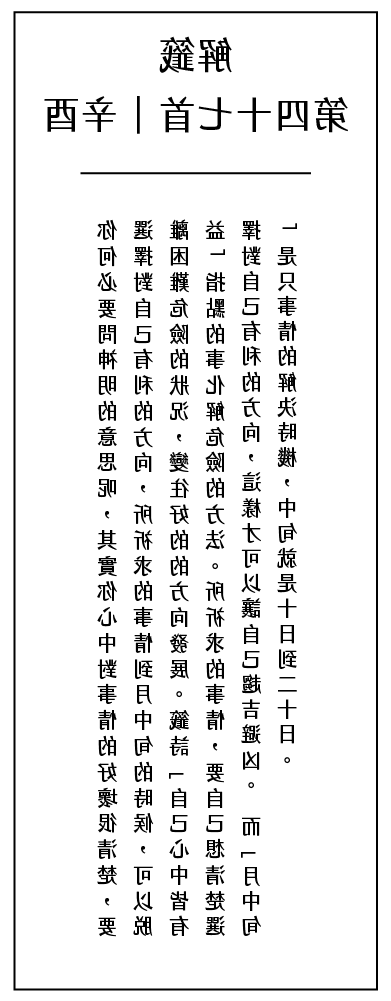 解籤
第四十七首｜辛酉
你何必要問神明的意思呢，其實你心中對事情的好壞很清楚，要
選擇對自己有利的方向，所祈求的事情到月中旬的時候，可以脫
離困難危險的狀況，變往好的的方向發展。籤詩「自己心中皆有
益」指點的事化解危險的方法。所祈求的事情，要自己想清楚選
擇對自己有利的方向，這樣才可以讓自己趨吉避凶。 而「月中旬
」是只事情的解決時機，中旬就是十日到二十日。